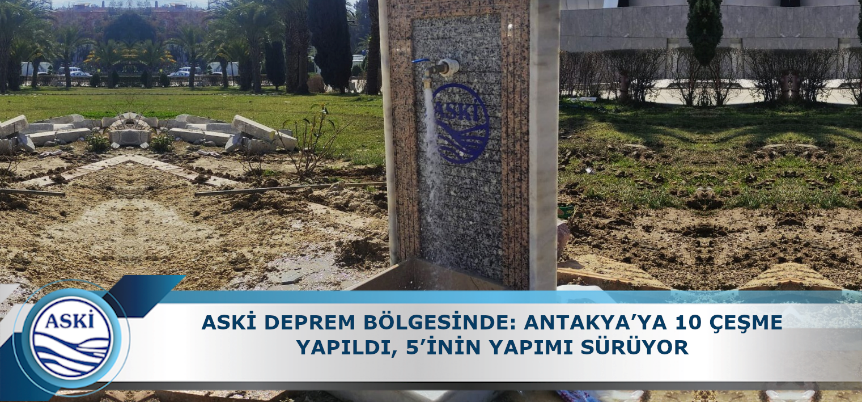 ASKİ
ASKİ DEPREM BÖLGESİNDE: ANTAKYA’YA 10 ÇEŞME
YAPILDI, 5’İNİN YAPIMI SÜRÜYOR
ASKİ